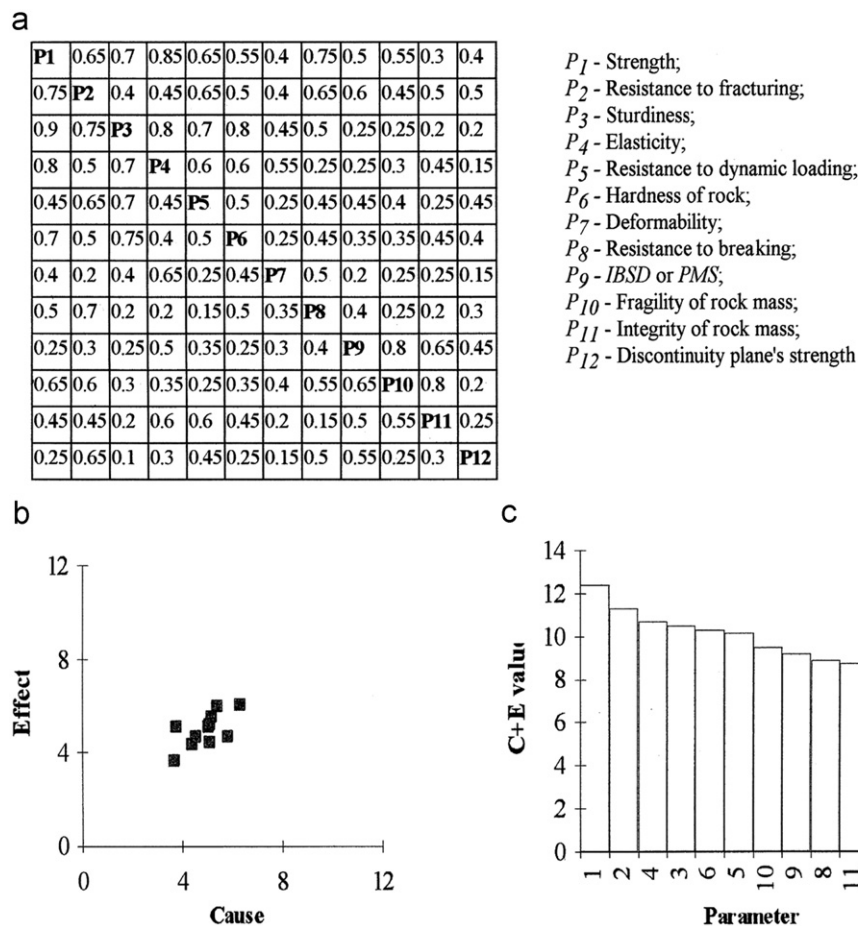 a
P1 0.65 0.7 0.85 0.65 0.55 0.4 0.75 0.5 0.55 0.3 0.4
0.75 P2 0.4 0.45 0.65 0.5 0.4 0.65 0.6 0.45 0.5 0.5
0.9 0.75 P3 0.8 0.7 0.8 0.45 0.5 0.25 0.25 0.2 0.2
0.8 0.5 0.7 P4 0.6 0.6 0.55 0.25 0.25 0.3 0.45 0.15
0.45 0.65 0.7 0.45 P5 0.5 0.25 0.45 0.45 0.4 0.25 0.45
0.7 0.5 0.75 0.4 0.5 P6 0.25 0.45 0.35 0.35 0.45 0.4
0.4 0.2 0.4 0.65 0.25 0.45 P7 0.5 0.2 0.25 0.25 0.15
0.5 0.7 0.2 0.2 0.15 0.5 0.35 P8 0.4 0.25 0.2 0.3
0.25 0.3 0.25 0.5 0.35 0.25 0.3 0.4 P9 0.8 0.65 0.45
0.65 0.6 0.3 0.35 0.25 0.35 0.4 0.55 0.65 P10 0.8 0.2
0.45 0.45 0.2 0.6 0.6 0.45 0.2 0.15 0.5 0.55 P11 0.25
0.25 0.65 0.1 0.3 0.45 0.25 0.15 0.5 0.55 0.25 0.3 P12
P1 - Strength;
P2 - Resistance to fracturing;
P3 - Sturdiness;
P4 - Elasticity;
P5 - Resistance to dynamic loading;
P6 - Hardness of rock;
P7 - Deformability;
P8 - Resistance to breaking;
P9 - IBSD or PMS;
P10 - Fragility of rock mass;
P11 - Integrity of rock mass;
P12 - Discontinuity plane's strength
b
12
8
4
0
Effect
0 4 8 12
Cause
c
14
12
10
8
6
4
2
0
C+E valu
1 2 4 3 6 5 10 9 8 11
Parameter